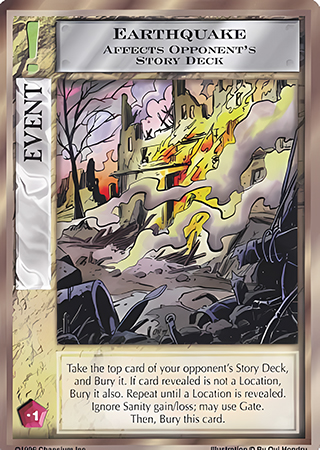 EARTHQUAKE
AFFECTS OPPONENT'S
STORY DECK
EVENT
Take the top card of your opponent's Story Deck,
and Bury it. If card revealed is not a Location,
Bury it also. Repeat until a Location is revealed.
Ignore Sanity gain/loss; may use Gate.
Then, Bury this card.
-1
Chaosium Inc.
Illustration ©